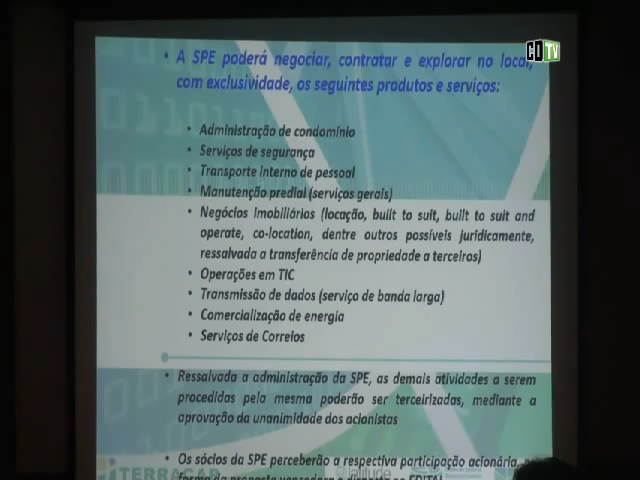 CDTV
• A SPE poderá negociar, contratar e explorar no local,
com exclusividade, os seguintes produtos e serviços:
• Administração de condomínio
• Serviços de segurança
• Transporte interno de pessoal
• Manutenção predial (serviços gerais)
• Negócios Imobiliários (locação, built to suit, built to suit and
operate, co-location, dentre outros possíveis juridicamente,
ressalvada a transferência de propriedade a terceiros)
• Operações em TIC
• Transmissão de dados (serviço de banda larga)
• Comercialização de energia
• Serviços de Correios
• Ressalvada a administração da SPE, as demais atividades a serem
procedidas pela mesma poderão ser terceirizadas, mediante a
aprovação da unanimidade dos acionistas
• Os sócios da SPE perceberão a respectiva participação acionária,
TERRACAP